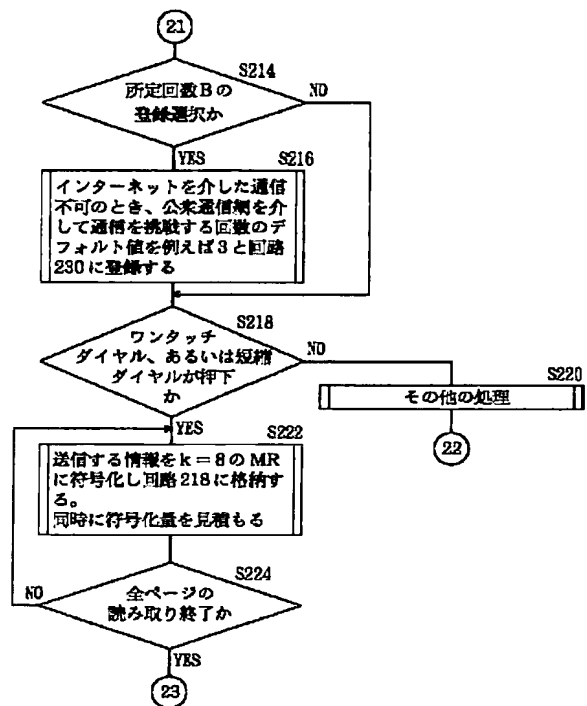 21
S214
所定回数Bの
登録選択か
NO
YES
S216
インターネットを介した通信
不可のとき、公衆通信網を介
して通信を挑戦する回数のデ
フォルト値を例えば3と回路
230に登録する
S218
ワンタッチ
ダイヤル、あるいは短縮
ダイヤルが押下
か
NO
S220
その他の処理
22
YES
S222
送信する情報をk=8のMR
に符号化し回路218に格納す
る。
同時に符号化量を見積もる
S224
全ページの
読み取り終了か
NO
YES
23